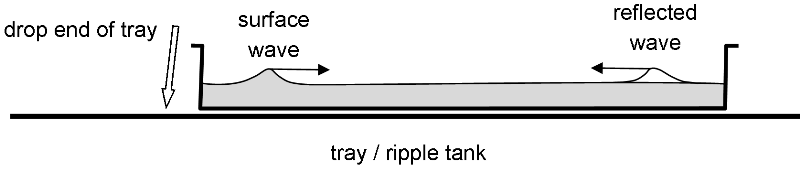 drop end of tray
surface
wave
reflected
wave
tray / ripple tank